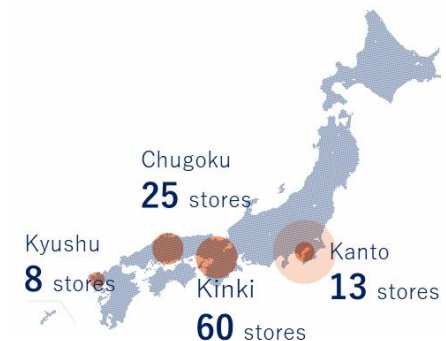 Chugoku
25 stores
Kyushu
8 stores
Kinki
60 stores
Kanto
13 stores